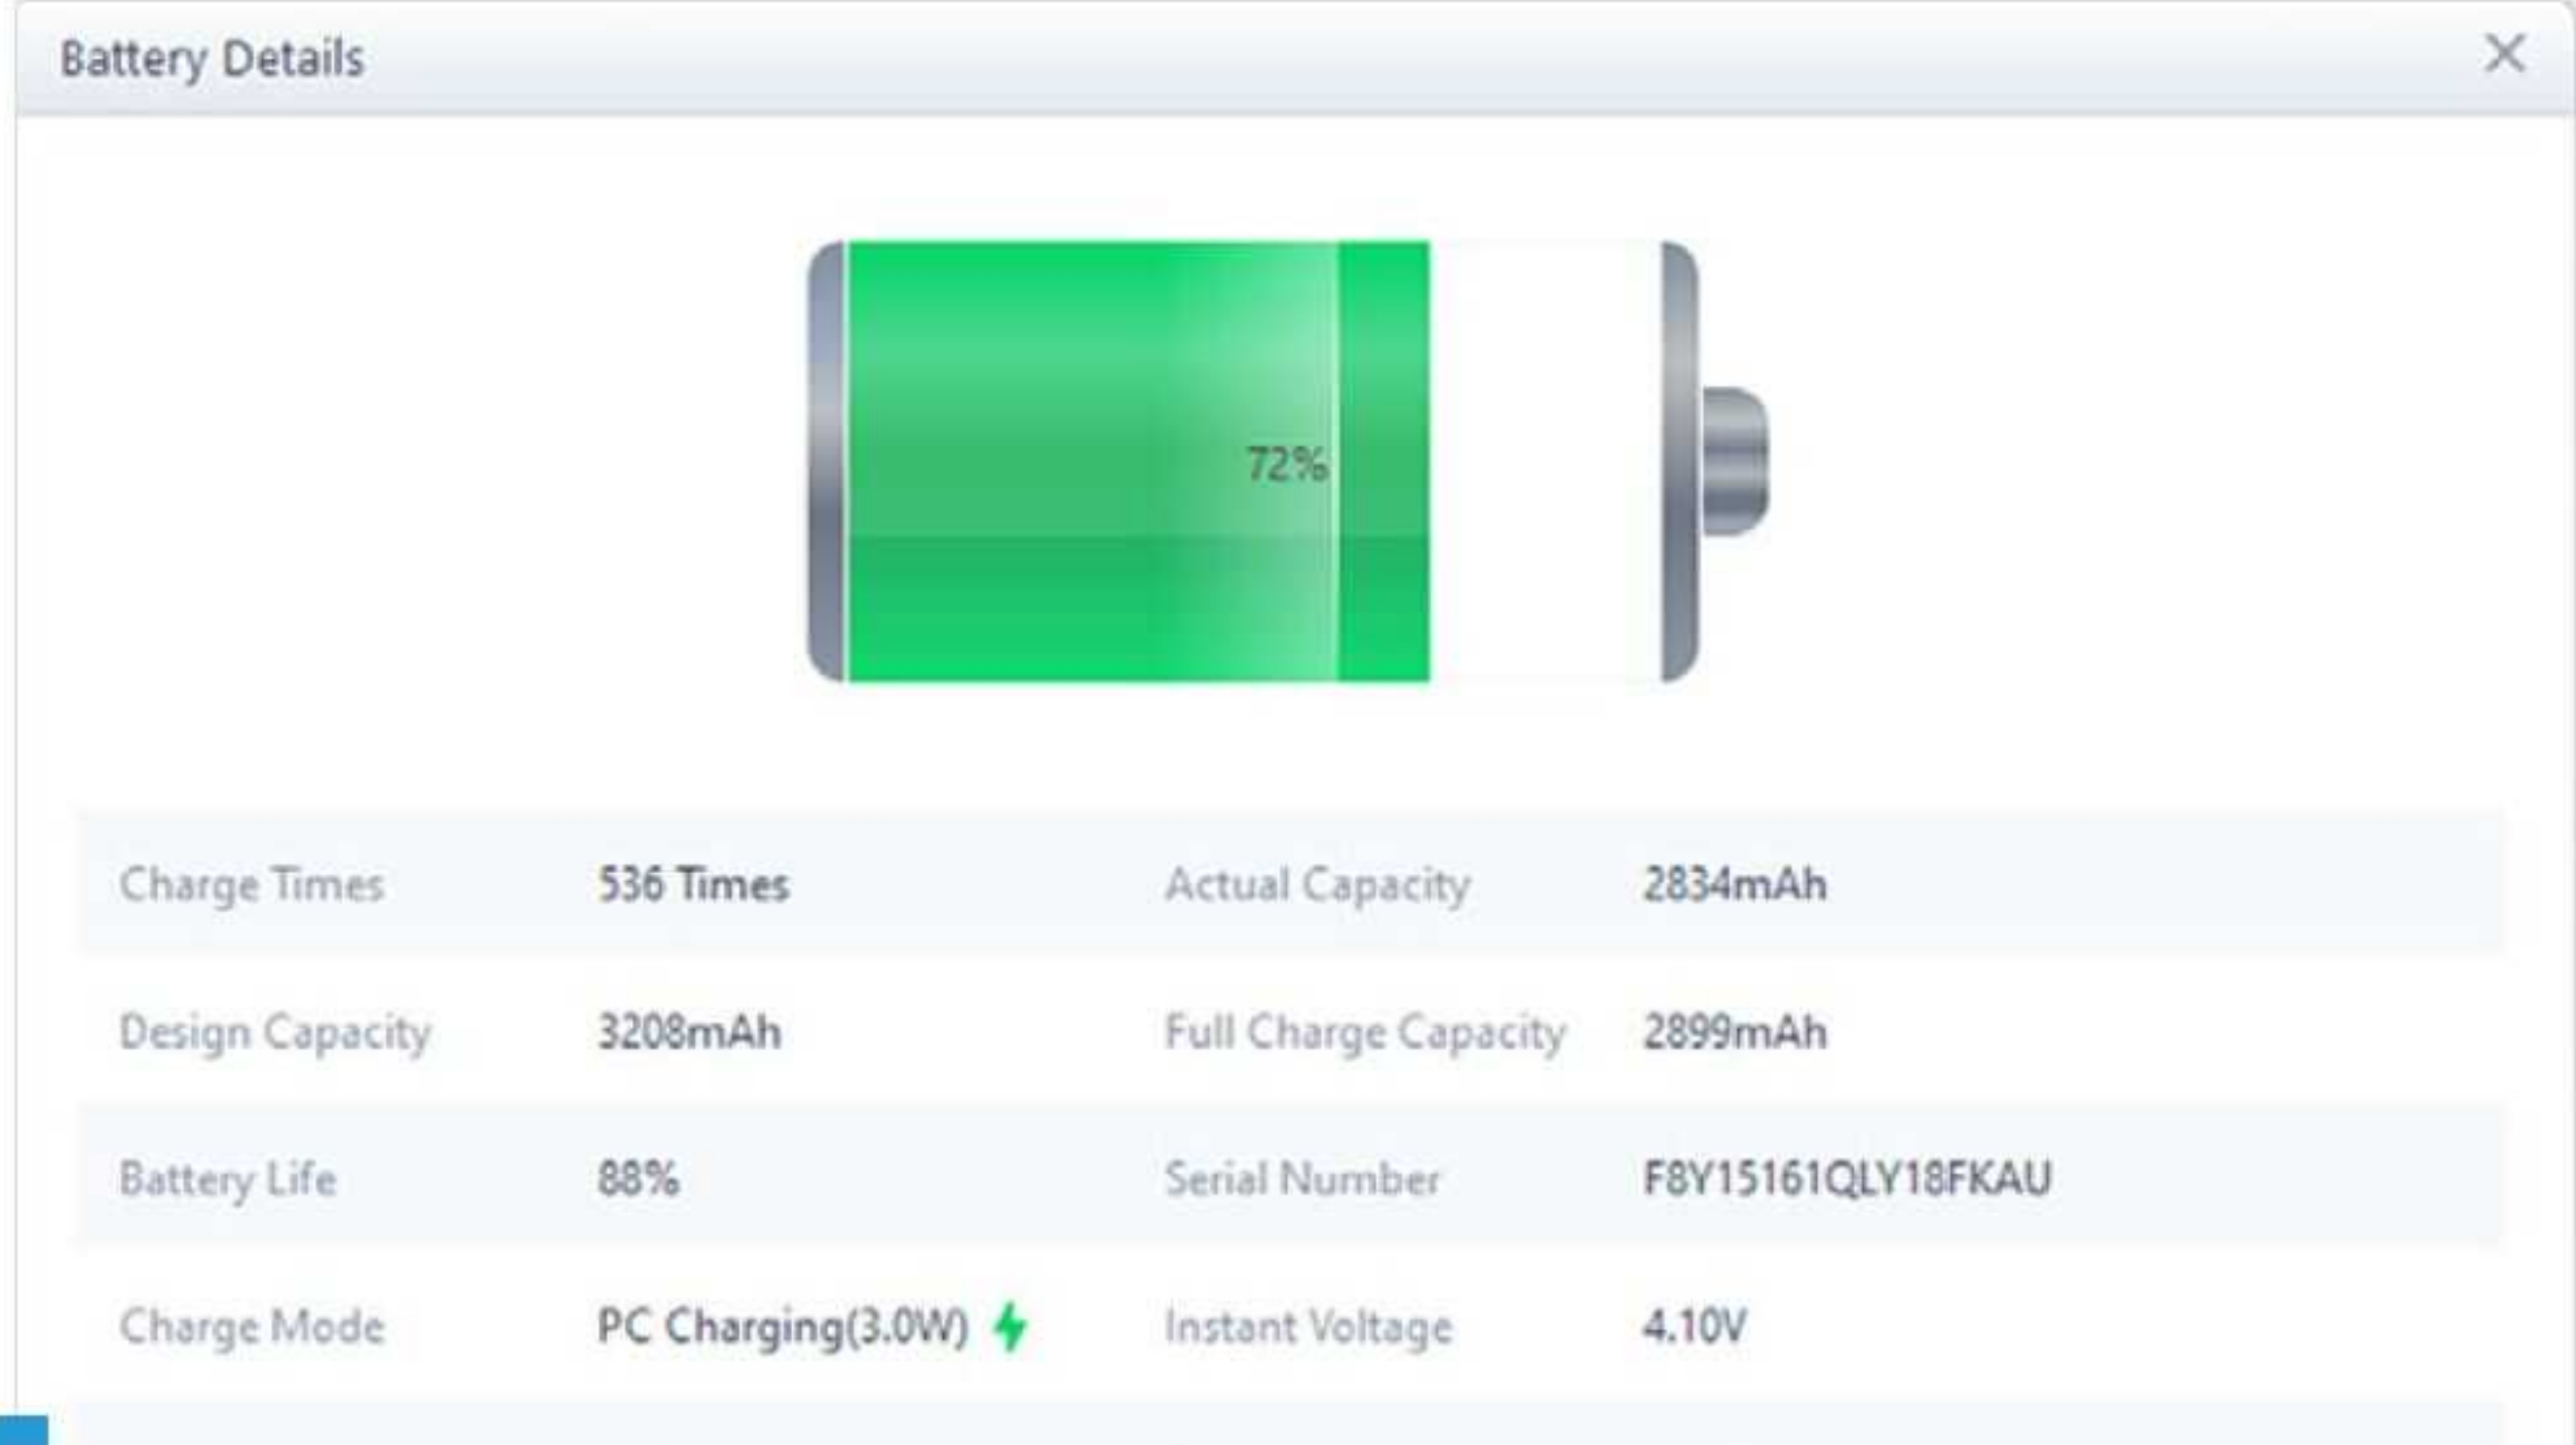 Battery Details
72%
Charge Times 536 Times Actual Capacity 2834mAh
Design Capacity 3208mAh Full Charge Capacity 2899mAh
Battery Life 88% Serial Number F8Y15161QLY18FKAU
Charge Mode PC Charging(3.0W) Instant Voltage 4.10V